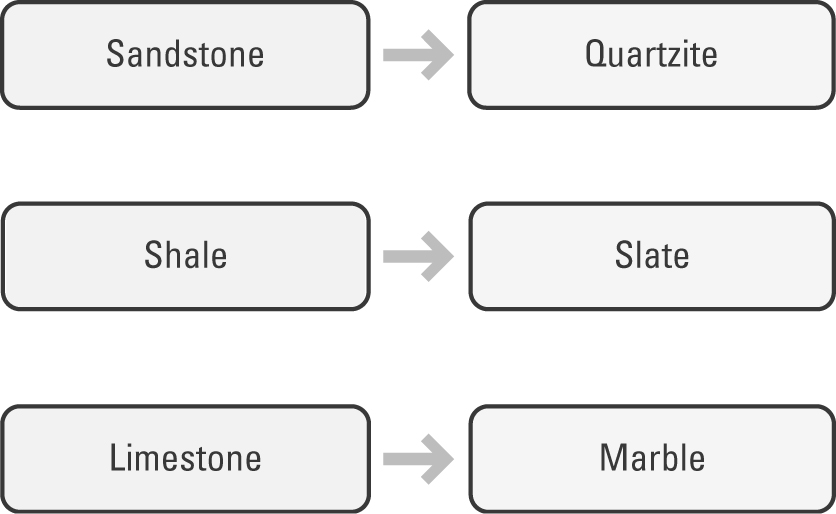 Sandstone
Quartzite
Shale
Slate
Limestone
Marble